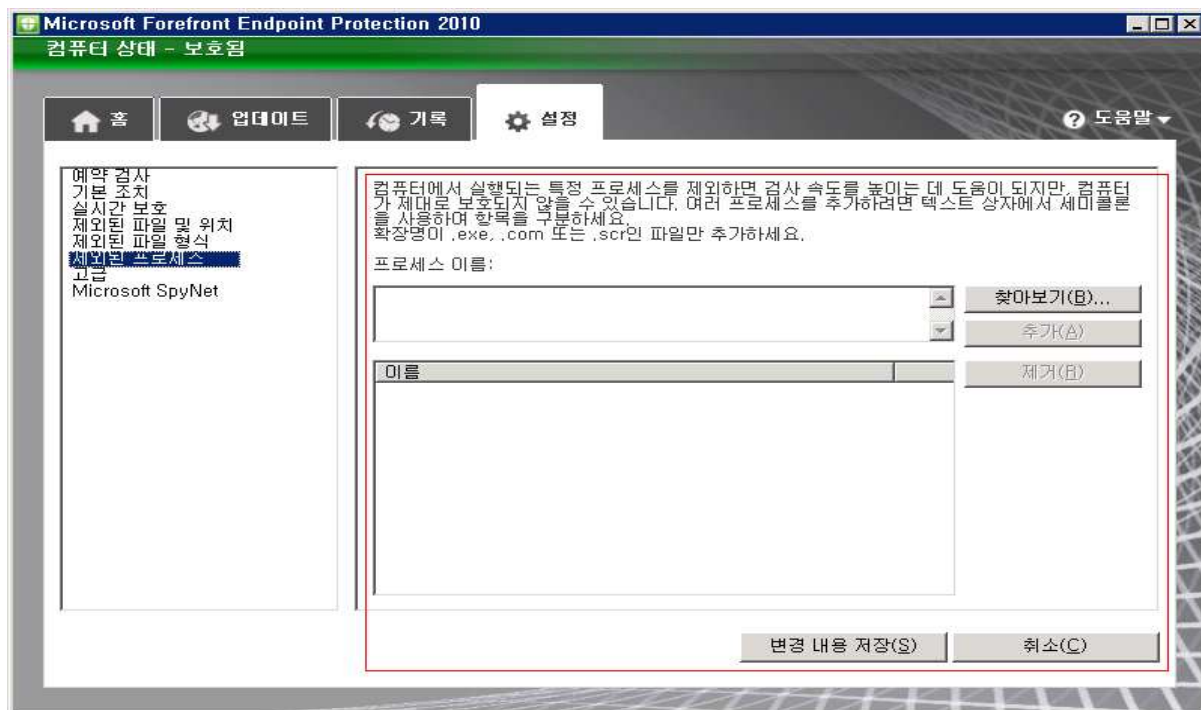 Microsoft Forefront Endpoint Protection 2010
컴퓨터 상태 - 보호됨
홈
업데이트
기록
설정
도움말
예약 검사
기본 조치
실시간 보호
제외된 파일 및 위치
제외된 파일 형식
제외된 프로세스
고급
Microsoft SpyNet
컴퓨터에서 실행되는 특정 프로세스를 제외하면 검사 속도를 높이는 데 도움이 되지만, 컴퓨터
가 제대로 보호되지 않을 수 있습니다. 여러 프로세스를 추가하려면 텍스트 상자에서 세미콜론
을 사용하여 항목을 구분하세요.
확장명이 .exe, .com 또는 .scr인 파일만 추가하세요.
프로세스 이름:
찾아보기(B)...
추가(A)
이름
제거(R)
변경 내용 저장(S)
취소(C)